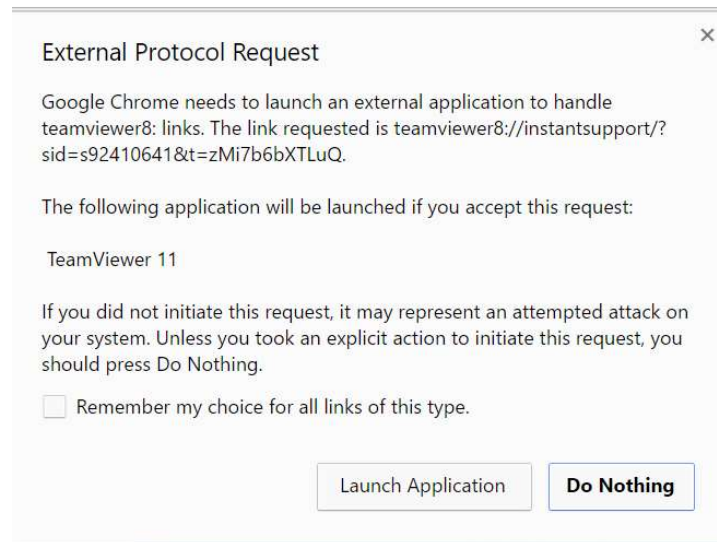 External Protocol Request
Google Chrome needs to launch an external application to handle
teamviewer8: links. The link requested is teamviewer8://instantsupport/?
sid=s92410641&t=zMi7b6bXTLuQ.
The following application will be launched if you accept this request:
TeamViewer 11
If you did not initiate this request, it may represent an attempted attack on
your system. Unless you took an explicit action to initiate this request, you
should press Do Nothing.
Remember my choice for all links of this type.
Launch Application
Do Nothing